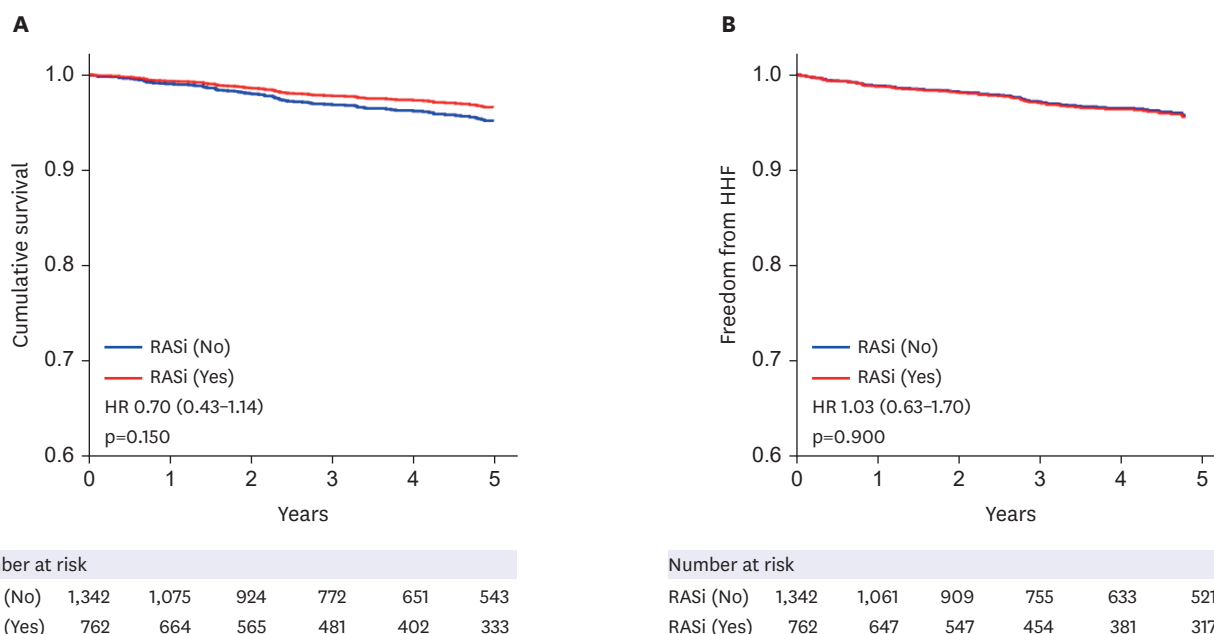 A
1.0
0.9
0.8
0.7
0.6
Cumulative survival
RASi (No)
RASi (Yes)
HR 0.70 (0.43–1.14)
p=0.150
0 1 2 3 4 5
Years
ber at risk
(No) 1,342 1,075 924 772 651 543
(Yes) 762 664 565 481 402 333
B
1.0
0.9
0.8
0.7
0.6
Freedom from HHF
RASi (No)
RASi (Yes)
HR 1.03 (0.63–1.70)
p=0.900
0 1 2 3 4 5
Years
Number at risk
RASi (No) 1,342 1,061 909 755 633 521
RASi (Yes) 762 647 547 454 381 317